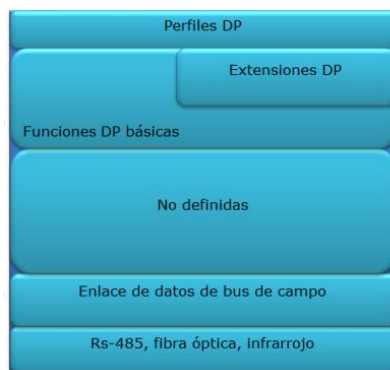 Perfiles DP
Extensiones DP
Funciones DP básicas
No definidas
Enlace de datos de bus de campo
Rs-485, fibra óptica, infrarrojo